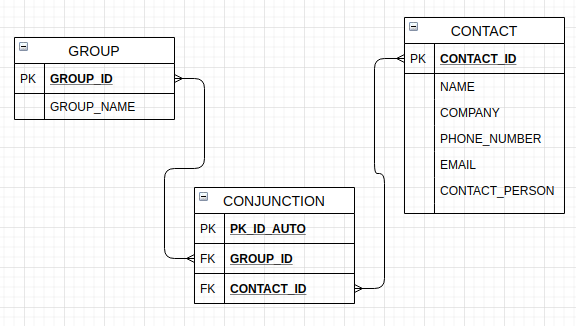 GROUP
PK GROUP_ID
GROUP_NAME
CONTACT
PK CONTACT_ID
NAME
COMPANY
PHONE_NUMBER
EMAIL
CONTACT_PERSON
CONJUNCTION
PK PK_ID_AUTO
FK GROUP_ID
FK CONTACT_ID